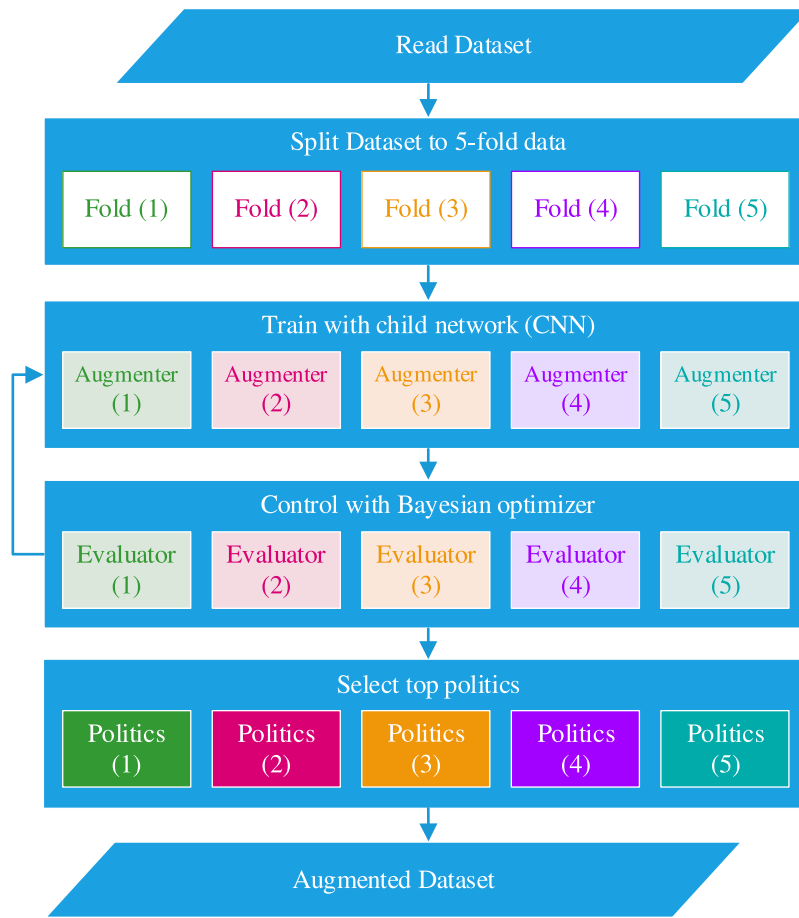 Read Dataset
Split Dataset to 5-fold data
Fold (1) Fold (2) Fold (3) Fold (4) Fold (5)
Train with child network (CNN)
Augmenter Augmenter Augmenter Augmenter Augmenter
(1) (2) (3) (4) (5)
Control with Bayesian optimizer
Evaluator Evaluator Evaluator Evaluator Evaluator
(1) (2) (3) (4) (5)
Select top politics
Politics Politics Politics Politics Politics
(1) (2) (3) (4) (5)
Augmented Dataset